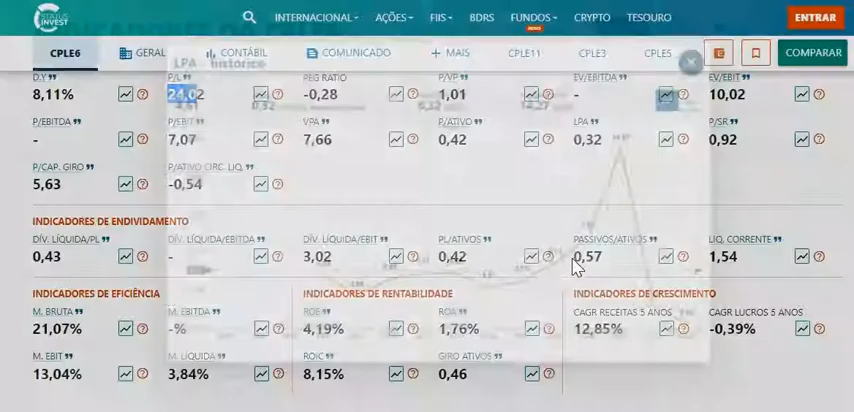 STATUS INVEST
INTERNACIONAL AÇÕES FIIS BDRS FUNDOS CRYPTO TESOURO
NOVO
ENTRAR
CPLE6 GERAL CONTÁBIL COMUNICADO + MAIS CPLE11 CPLE3 CPLE5
COMPARAR
LPA histórico
D.Y P/L PEG RATIO P/VP EV/EBITDA EV/EBIT
8,11% 24,02 -0,28 1,01 - 10,02
P/EBITDA P/EBIT VPA P/ATIVO LPA P/SR
- 7,07 7,66 0,42 0,32 0,92
P/CAP. GIRO P/ATIVO CIRC. LIQ.
5,63 -0,54
INDICADORES DE ENDIVIDAMENTO
DÍV. LÍQUIDA/PL DÍV. LÍQUIDA/EBITDA DÍV. LÍQUIDA/EBIT PL/ATIVOS PASSIVOS/ATIVOS LIQ. CORRENTE
0,43 - 3,02 0,42 0,57 1,54
INDICADORES DE EFICIÊNCIA INDICADORES DE RENTABILIDADE INDICADORES DE CRESCIMENTO
M. BRUTA M. EBITDA ROE ROA CAGR RECEITAS 5 ANOS CAGR LUCROS 5 ANOS
21,07% -% 4,19% 1,76% 12,85% -0,39%
M. EBIT M. LÍQUIDA ROIC GIRO ATIVOS
13,04% 3,84% 8,15% 0,46